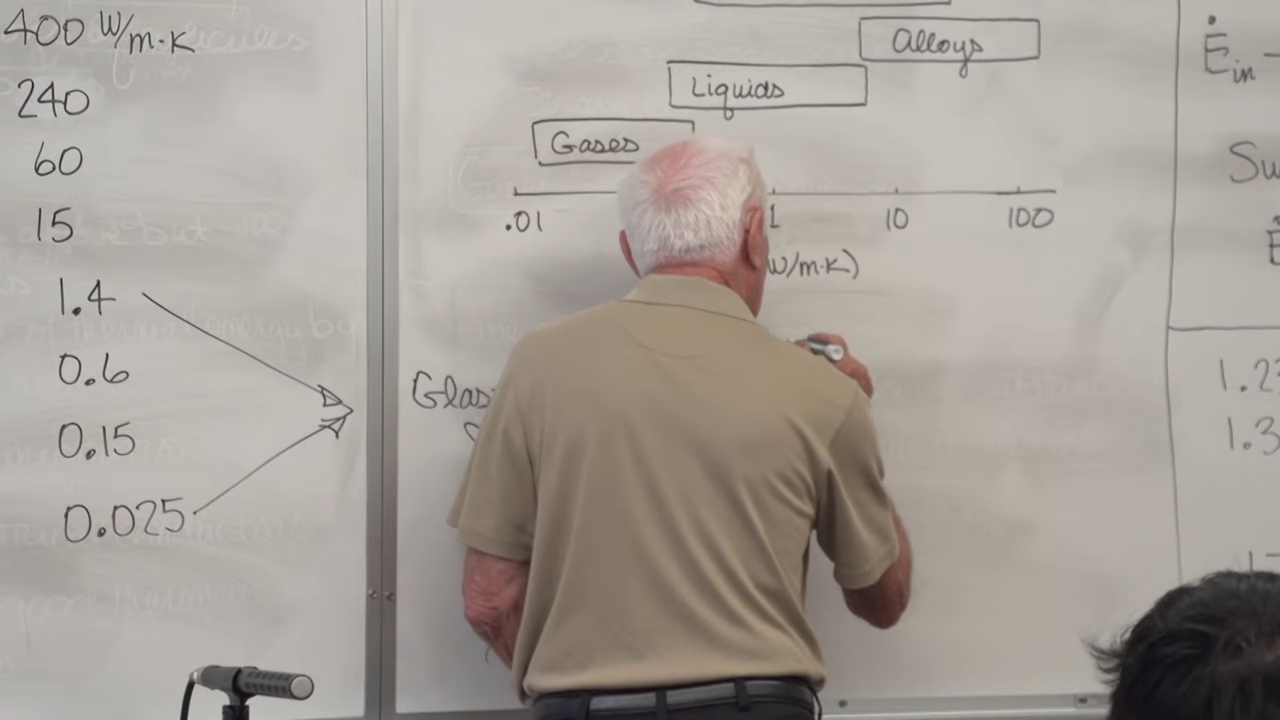 400 W/m·K
240
60
15
1.4
0.6
0.15
0.025
Alloys
Liquids
Gases
.01 1 10 100
W/m·K)
Glas
Ein -
Su
E
1.2
1.3